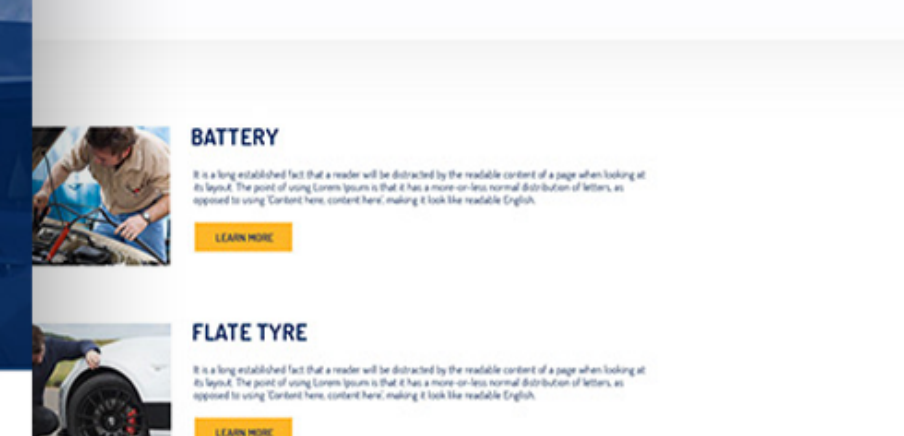 BATTERY
It is a long established fact that a reader will be distracted by the readable content of a page when looking at
its layout. The point of using Lorem Ipsum is that it has a more-or-less normal distribution of letters, as
opposed to using 'Content here, content here', making it look like readable English.
LEARN MORE
FLATE TYRE
It is a long established fact that a reader will be distracted by the readable content of a page when looking at
its layout. The point of using Lorem Ipsum is that it has a more-or-less normal distribution of letters, as
opposed to using 'Content here, content here', making it look like readable English.
LEARN MORE